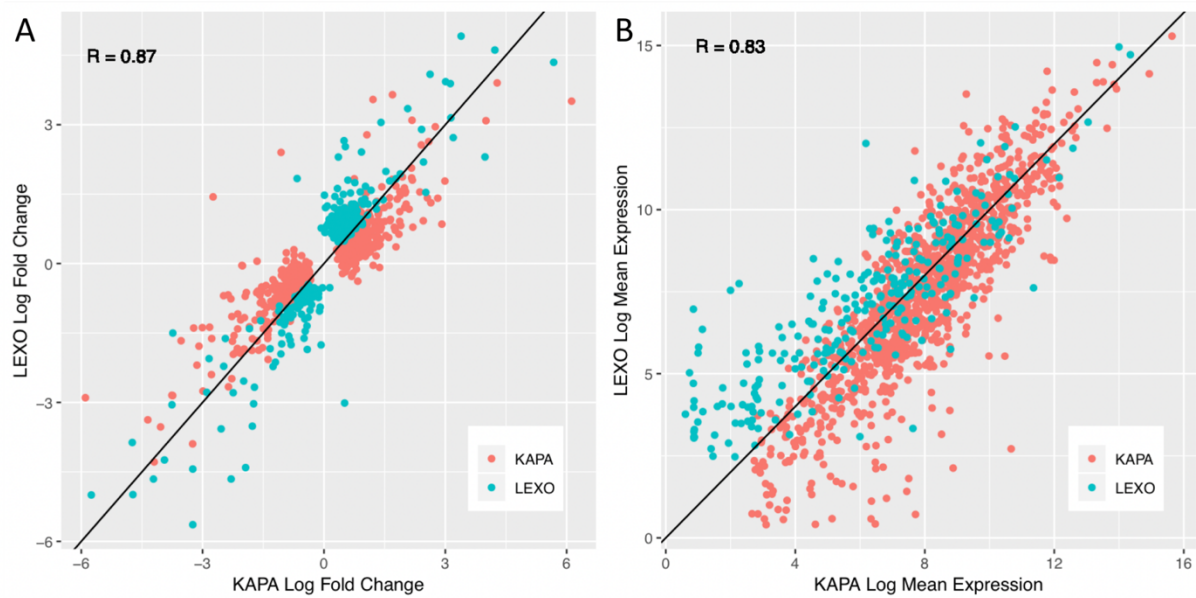 A
R = 0.87
LEXO Log Fold Change
3
0
−3
−6
−6 −3 0 3 6
KAPA Log Fold Change
KAPA
LEXO
B
R = 0.83
LEXO Log Mean Expression
15
10
5
0
0 4 8 12 16
KAPA Log Mean Expression
KAPA
LEXO